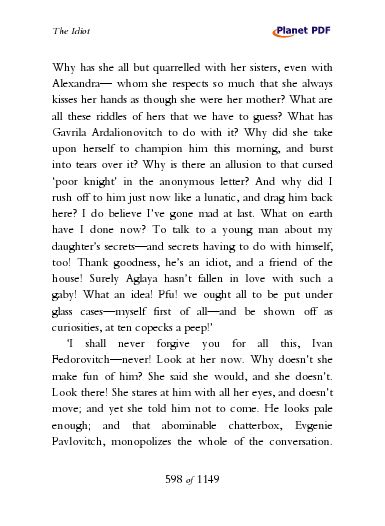 The Idiot
Planet PDF
Why has she all but quarrelled with her sisters, even with
Alexandra— whom she respects so much that she always
kisses her hands as though she were her mother? What are
all these riddles of hers that we have to guess? What has
Gavrila Ardalionovitch to do with it? Why did she take
upon herself to champion him this morning, and burst
into tears over it? Why is there an allusion to that cursed
‘poor knight’ in the anonymous letter? And why did I
rush off to him just now like a lunatic, and drag him back
here? I do believe I’ve gone mad at last. What on earth
have I done now? To talk to a young man about my
daughter’s secrets—and secrets having to do with himself,
too! Thank goodness, he’s an idiot, and a friend of the
house! Surely Aglaya hasn’t fallen in love with such a
gaby! What an idea! Pfu! we ought all to be put under
glass cases—myself first of all—and be shown off as
curiosities, at ten copecks a peep!’
‘I shall never forgive you for all this, Ivan
Fedorovitch—never! Look at her now. Why doesn’t she
make fun of him? She said she would, and she doesn’t.
Look there! She stares at him with all her eyes, and doesn’t
move; and yet she told him not to come. He looks pale
enough; and that abominable chatterbox, Evgenie
Pavlovitch, monopolizes the whole of the conversation.
598 of 1149